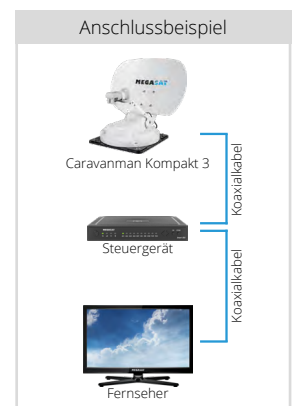 Anschlussbeispiel
MEGASAT
Caravanman Kompakt 3
Koaxialkabel
Steuergerät
Koaxialkabel
Fernseher